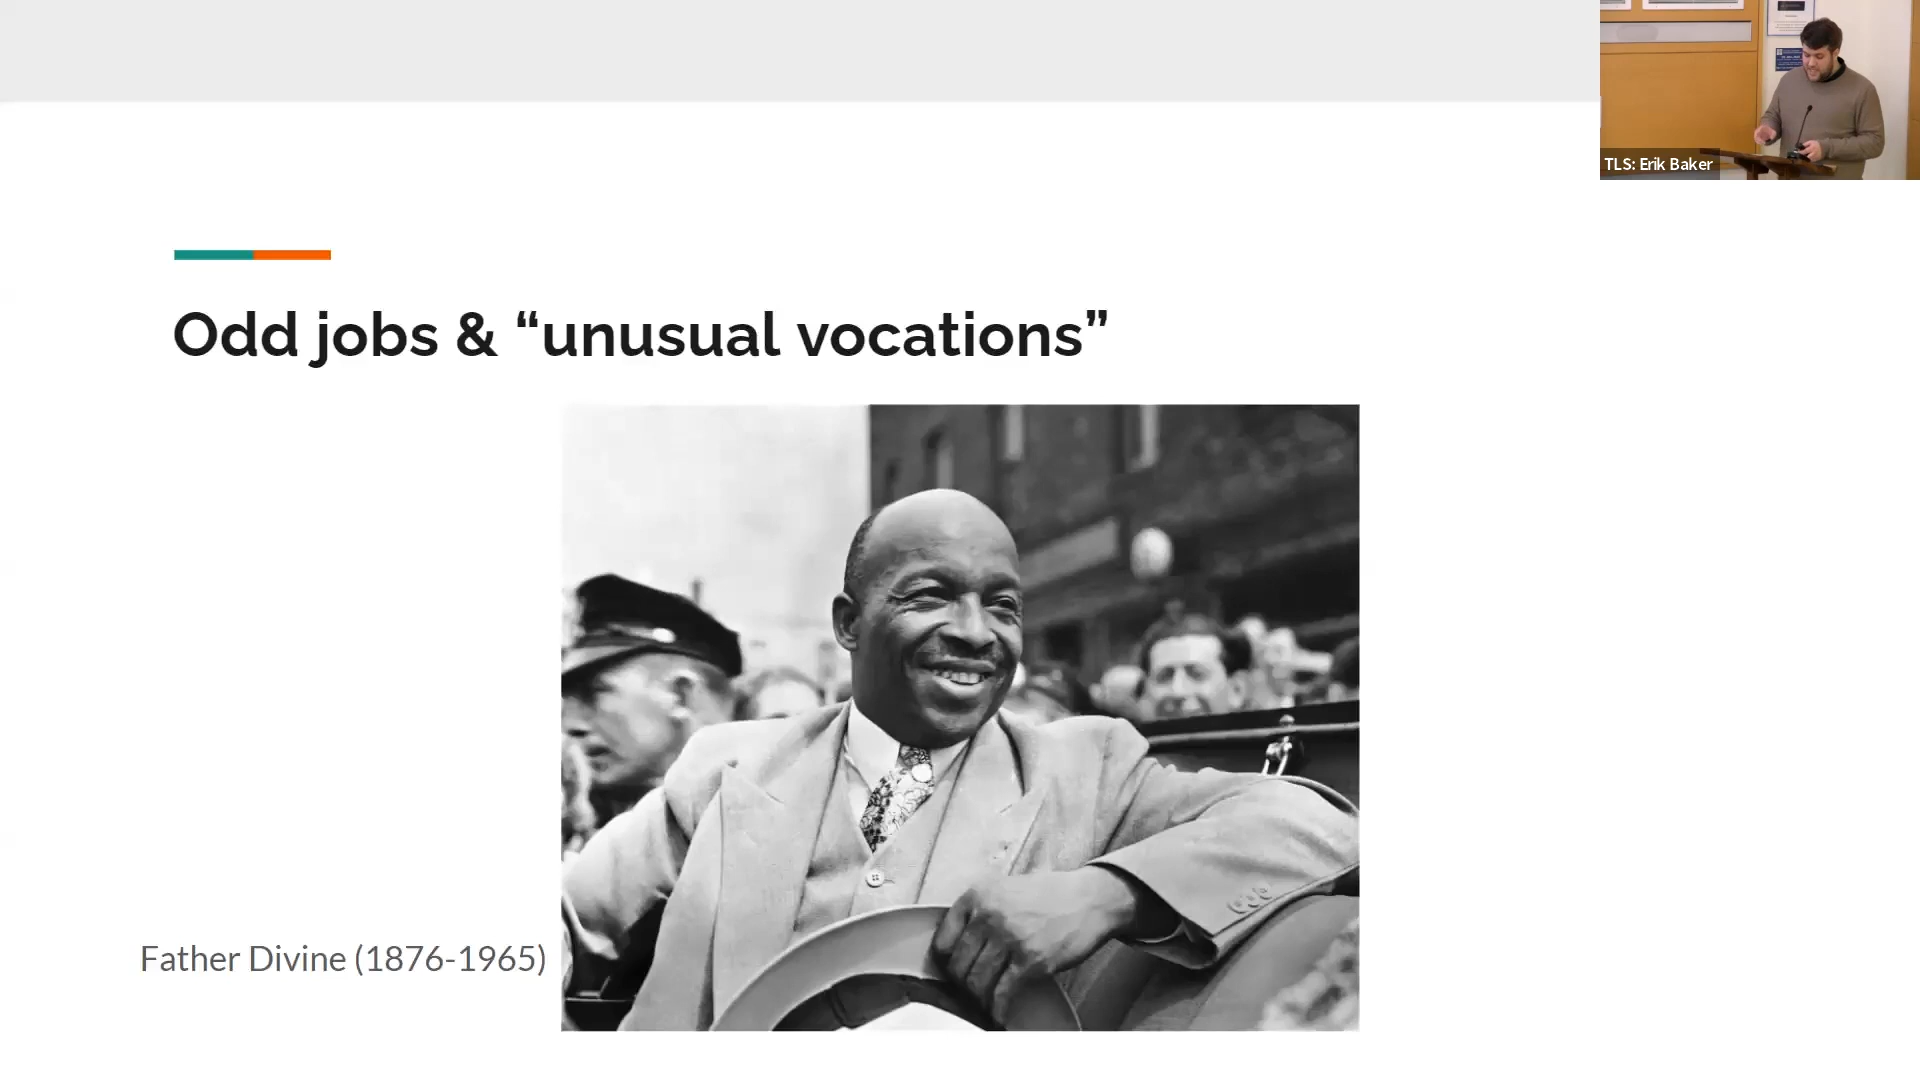 TLS: Erik Baker
Odd jobs & “unusual vocations”
Father Divine (1876-1965)